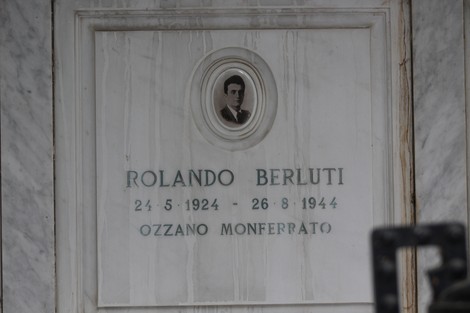 ROLANDO BERLUTI
24·5·1924 - 26·8·1944
OZZANO MONFERRATO